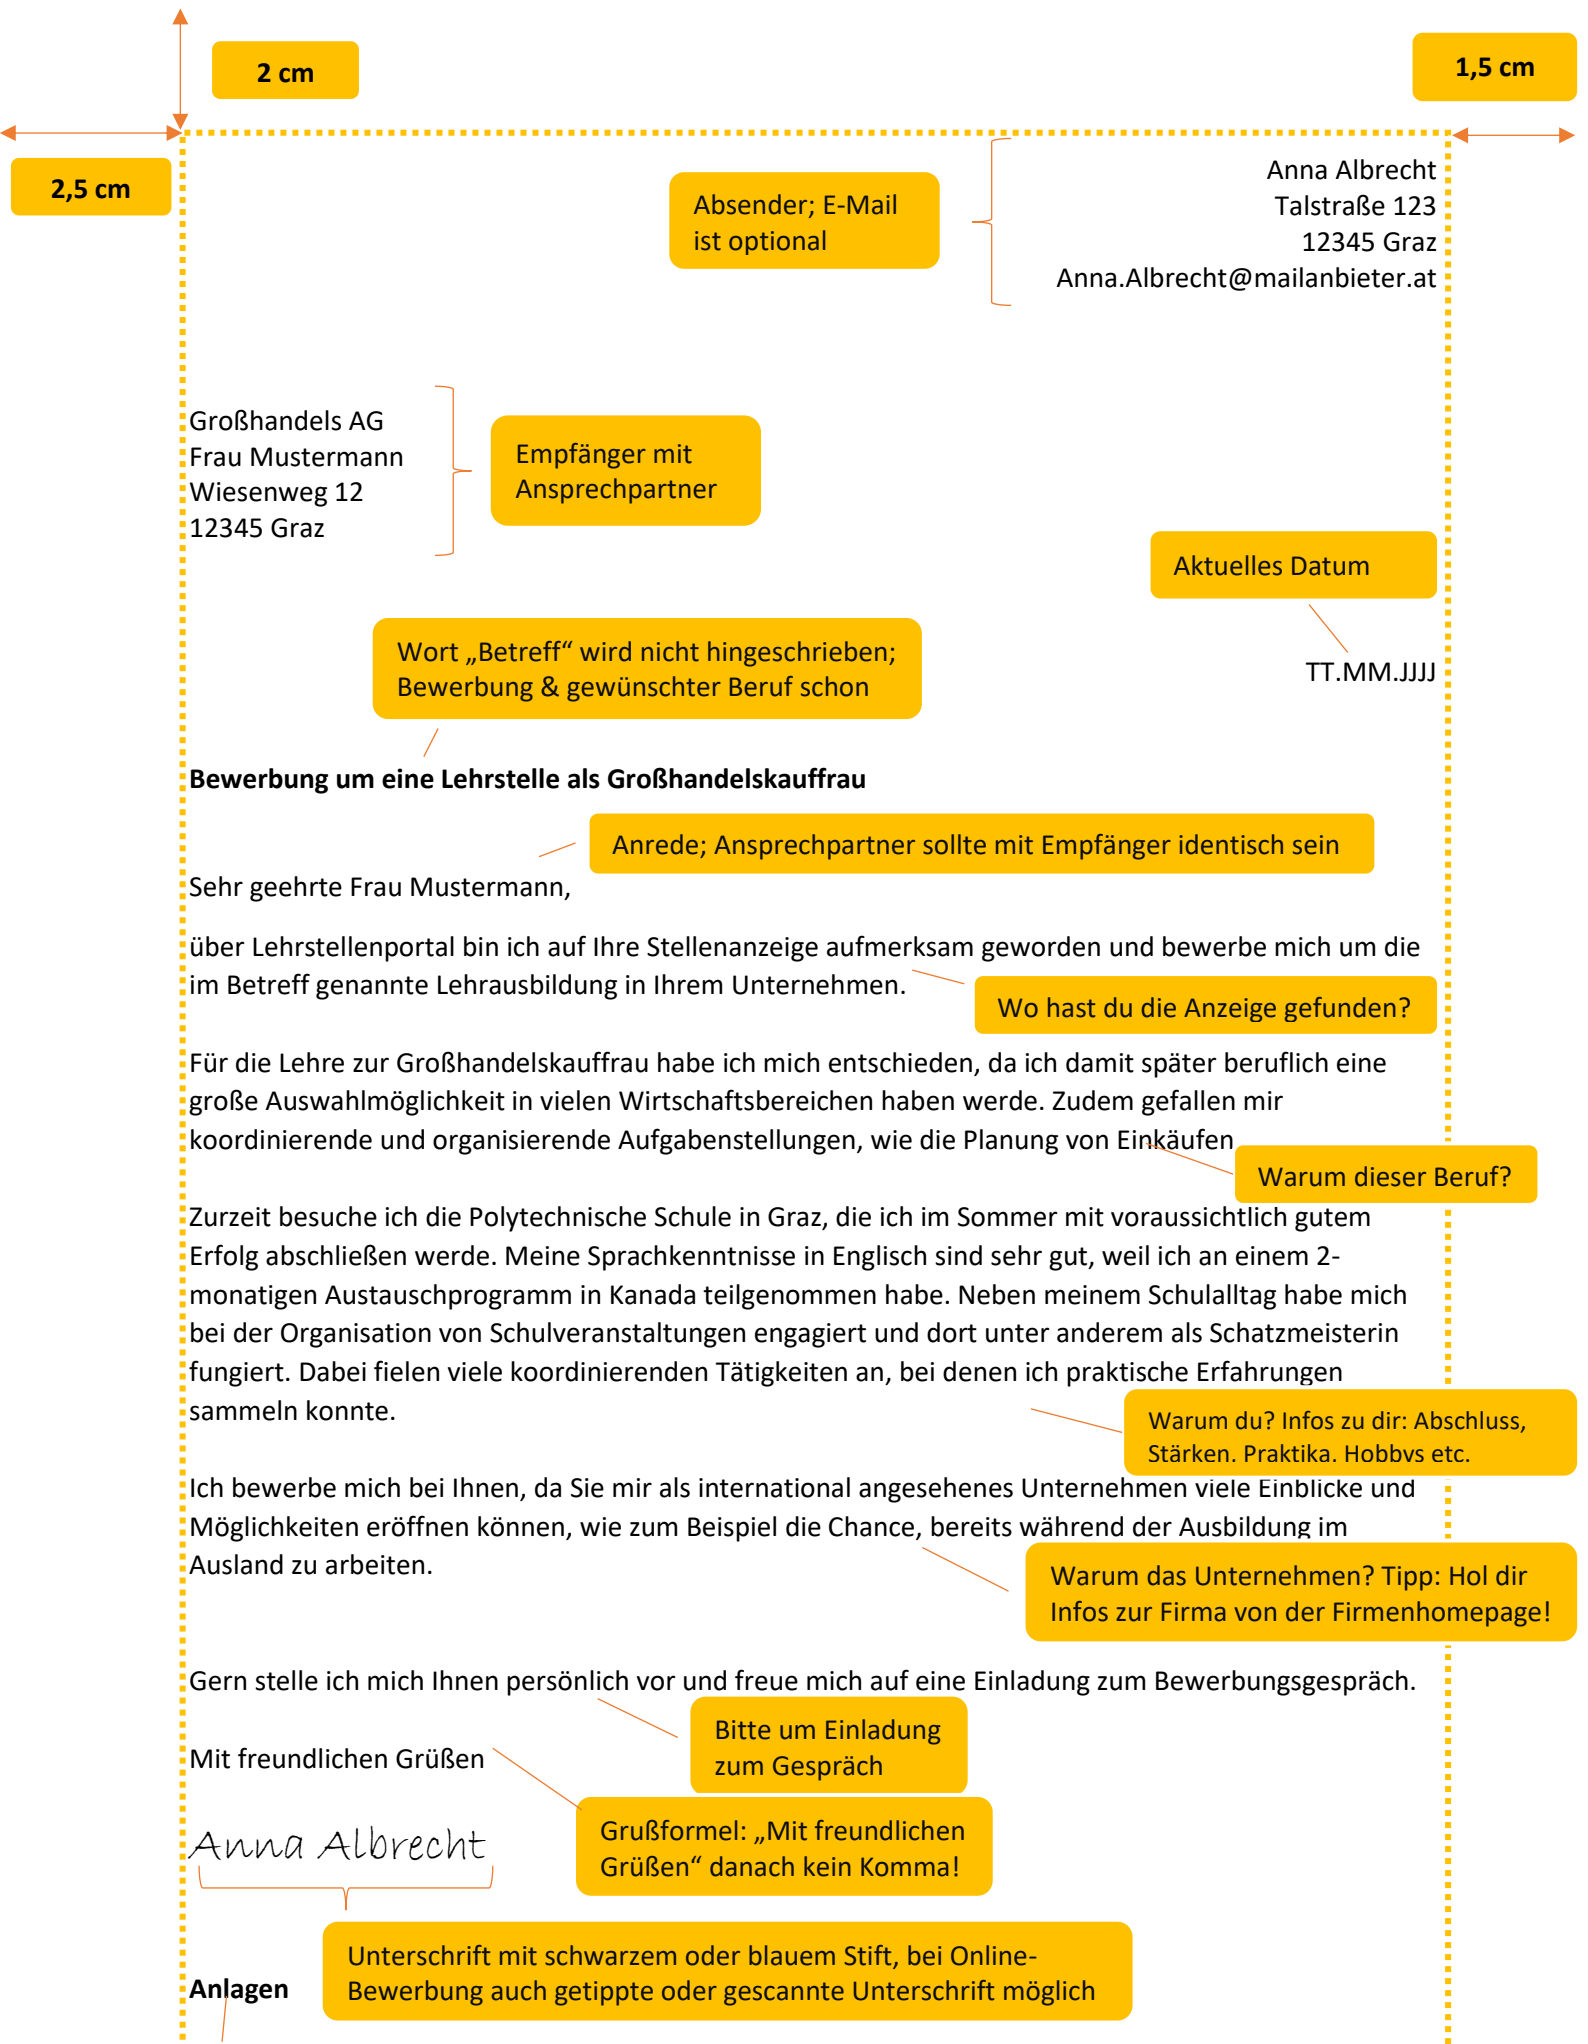 2 cm
1,5 cm
2,5 cm
Absender; E-Mail
ist optional
Anna Albrecht
Talstraße 123
12345 Graz
Anna.Albrecht@mailanbieter.at
Großhandels AG
Frau Mustermann
Wiesenweg 12
12345 Graz
Empfänger mit
Ansprechpartner
Aktuelles Datum
TT.MM.JJJJ
Wort „Betreff“ wird nicht hingeschrieben;
Bewerbung & gewünschter Beruf schon
Bewerbung um eine Lehrstelle als Großhandelskauffrau
Anrede; Ansprechpartner sollte mit Empfänger identisch sein
Sehr geehrte Frau Mustermann,
über Lehrstellenportal bin ich auf Ihre Stellenanzeige aufmerksam geworden und bewerbe mich um die
im Betreff genannte Lehrausbildung in Ihrem Unternehmen.
Wo hast du die Anzeige gefunden?
Für die Lehre zur Großhandelskauffrau habe ich mich entschieden, da ich damit später beruflich eine
große Auswahlmöglichkeit in vielen Wirtschaftsbereichen haben werde. Zudem gefallen mir
koordinierende und organisierende Aufgabenstellungen, wie die Planung von Einkäufen
Warum dieser Beruf?
Zurzeit besuche ich die Polytechnische Schule in Graz, die ich im Sommer mit voraussichtlich gutem
Erfolg abschließen werde. Meine Sprachkenntnisse in Englisch sind sehr gut, weil ich an einem 2-
monatigen Austauschprogramm in Kanada teilgenommen habe. Neben meinem Schulalltag habe mich
bei der Organisation von Schulveranstaltungen engagiert und dort unter anderem als Schatzmeisterin
fungiert. Dabei fielen viele koordinierenden Tätigkeiten an, bei denen ich praktische Erfahrungen
sammeln konnte.
Warum du? Infos zu dir: Abschluss,
Stärken, Praktika, Hobbys etc.
Ich bewerbe mich bei Ihnen, da Sie mir als international angesehenes Unternehmen viele Einblicke und
Möglichkeiten eröffnen können, wie zum Beispiel die Chance, bereits während der Ausbildung im
Ausland zu arbeiten.
Warum das Unternehmen? Tipp: Hol dir
Infos zur Firma von der Firmenhomepage!
Gern stelle ich mich Ihnen persönlich vor und freue mich auf eine Einladung zum Bewerbungsgespräch.
Bitte um Einladung
zum Gespräch
Mit freundlichen Grüßen
Grußformel: „Mit freundlichen
Grüßen“ danach kein Komma!
Anna Albrecht
Unterschrift mit schwarzem oder blauem Stift, bei Online-
Bewerbung auch getippte oder gescannte Unterschrift möglich
Anlagen